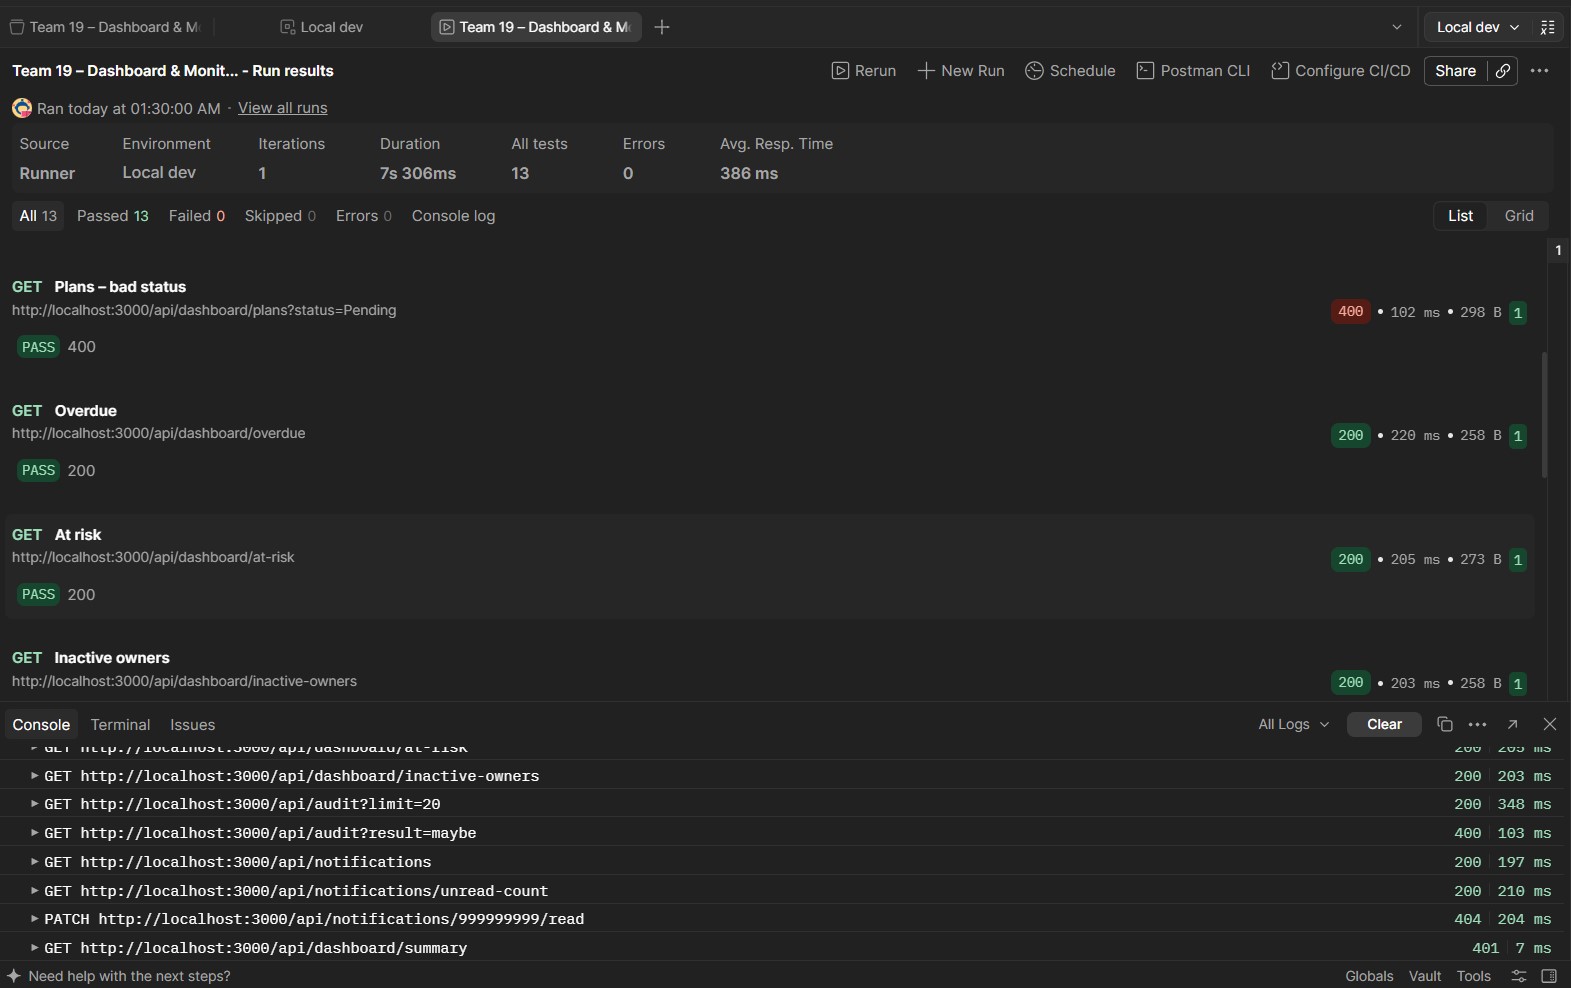 Team 19 – Dashboard & M
Local dev
Team 19 – Dashboard & M
Local dev
Team 19 – Dashboard & Monit... - Run results
Rerun
New Run
Schedule
Postman CLI
Configure CI/CD
Share
Ran today at 01:30:00 AM · View all runs
Source Environment Iterations Duration All tests Errors Avg. Resp. Time
Runner Local dev 1 7s 306ms 13 0 386 ms
All 13 Passed 13 Failed 0 Skipped 0 Errors 0 Console log
List Grid
1
GET Plans – bad status
http://localhost:3000/api/dashboard/plans?status=Pending
400 • 102 ms • 298 B 1
PASS 400
GET Overdue
http://localhost:3000/api/dashboard/overdue
200 • 220 ms • 258 B 1
PASS 200
GET At risk
http://localhost:3000/api/dashboard/at-risk
200 • 205 ms • 273 B 1
PASS 200
GET Inactive owners
http://localhost:3000/api/dashboard/inactive-owners
200 • 203 ms • 258 B 1
Console Terminal Issues
All Logs Clear
GET http://localhost:3000/api/dashboard/at-risk 200 205 ms
GET http://localhost:3000/api/dashboard/inactive-owners 200 203 ms
GET http://localhost:3000/api/audit?limit=20 200 348 ms
GET http://localhost:3000/api/audit?result=maybe 400 103 ms
GET http://localhost:3000/api/notifications 200 197 ms
GET http://localhost:3000/api/notifications/unread-count 200 210 ms
PATCH http://localhost:3000/api/notifications/999999999/read 404 204 ms
GET http://localhost:3000/api/dashboard/summary 401 7 ms
Need help with the next steps?
Globals Vault Tools